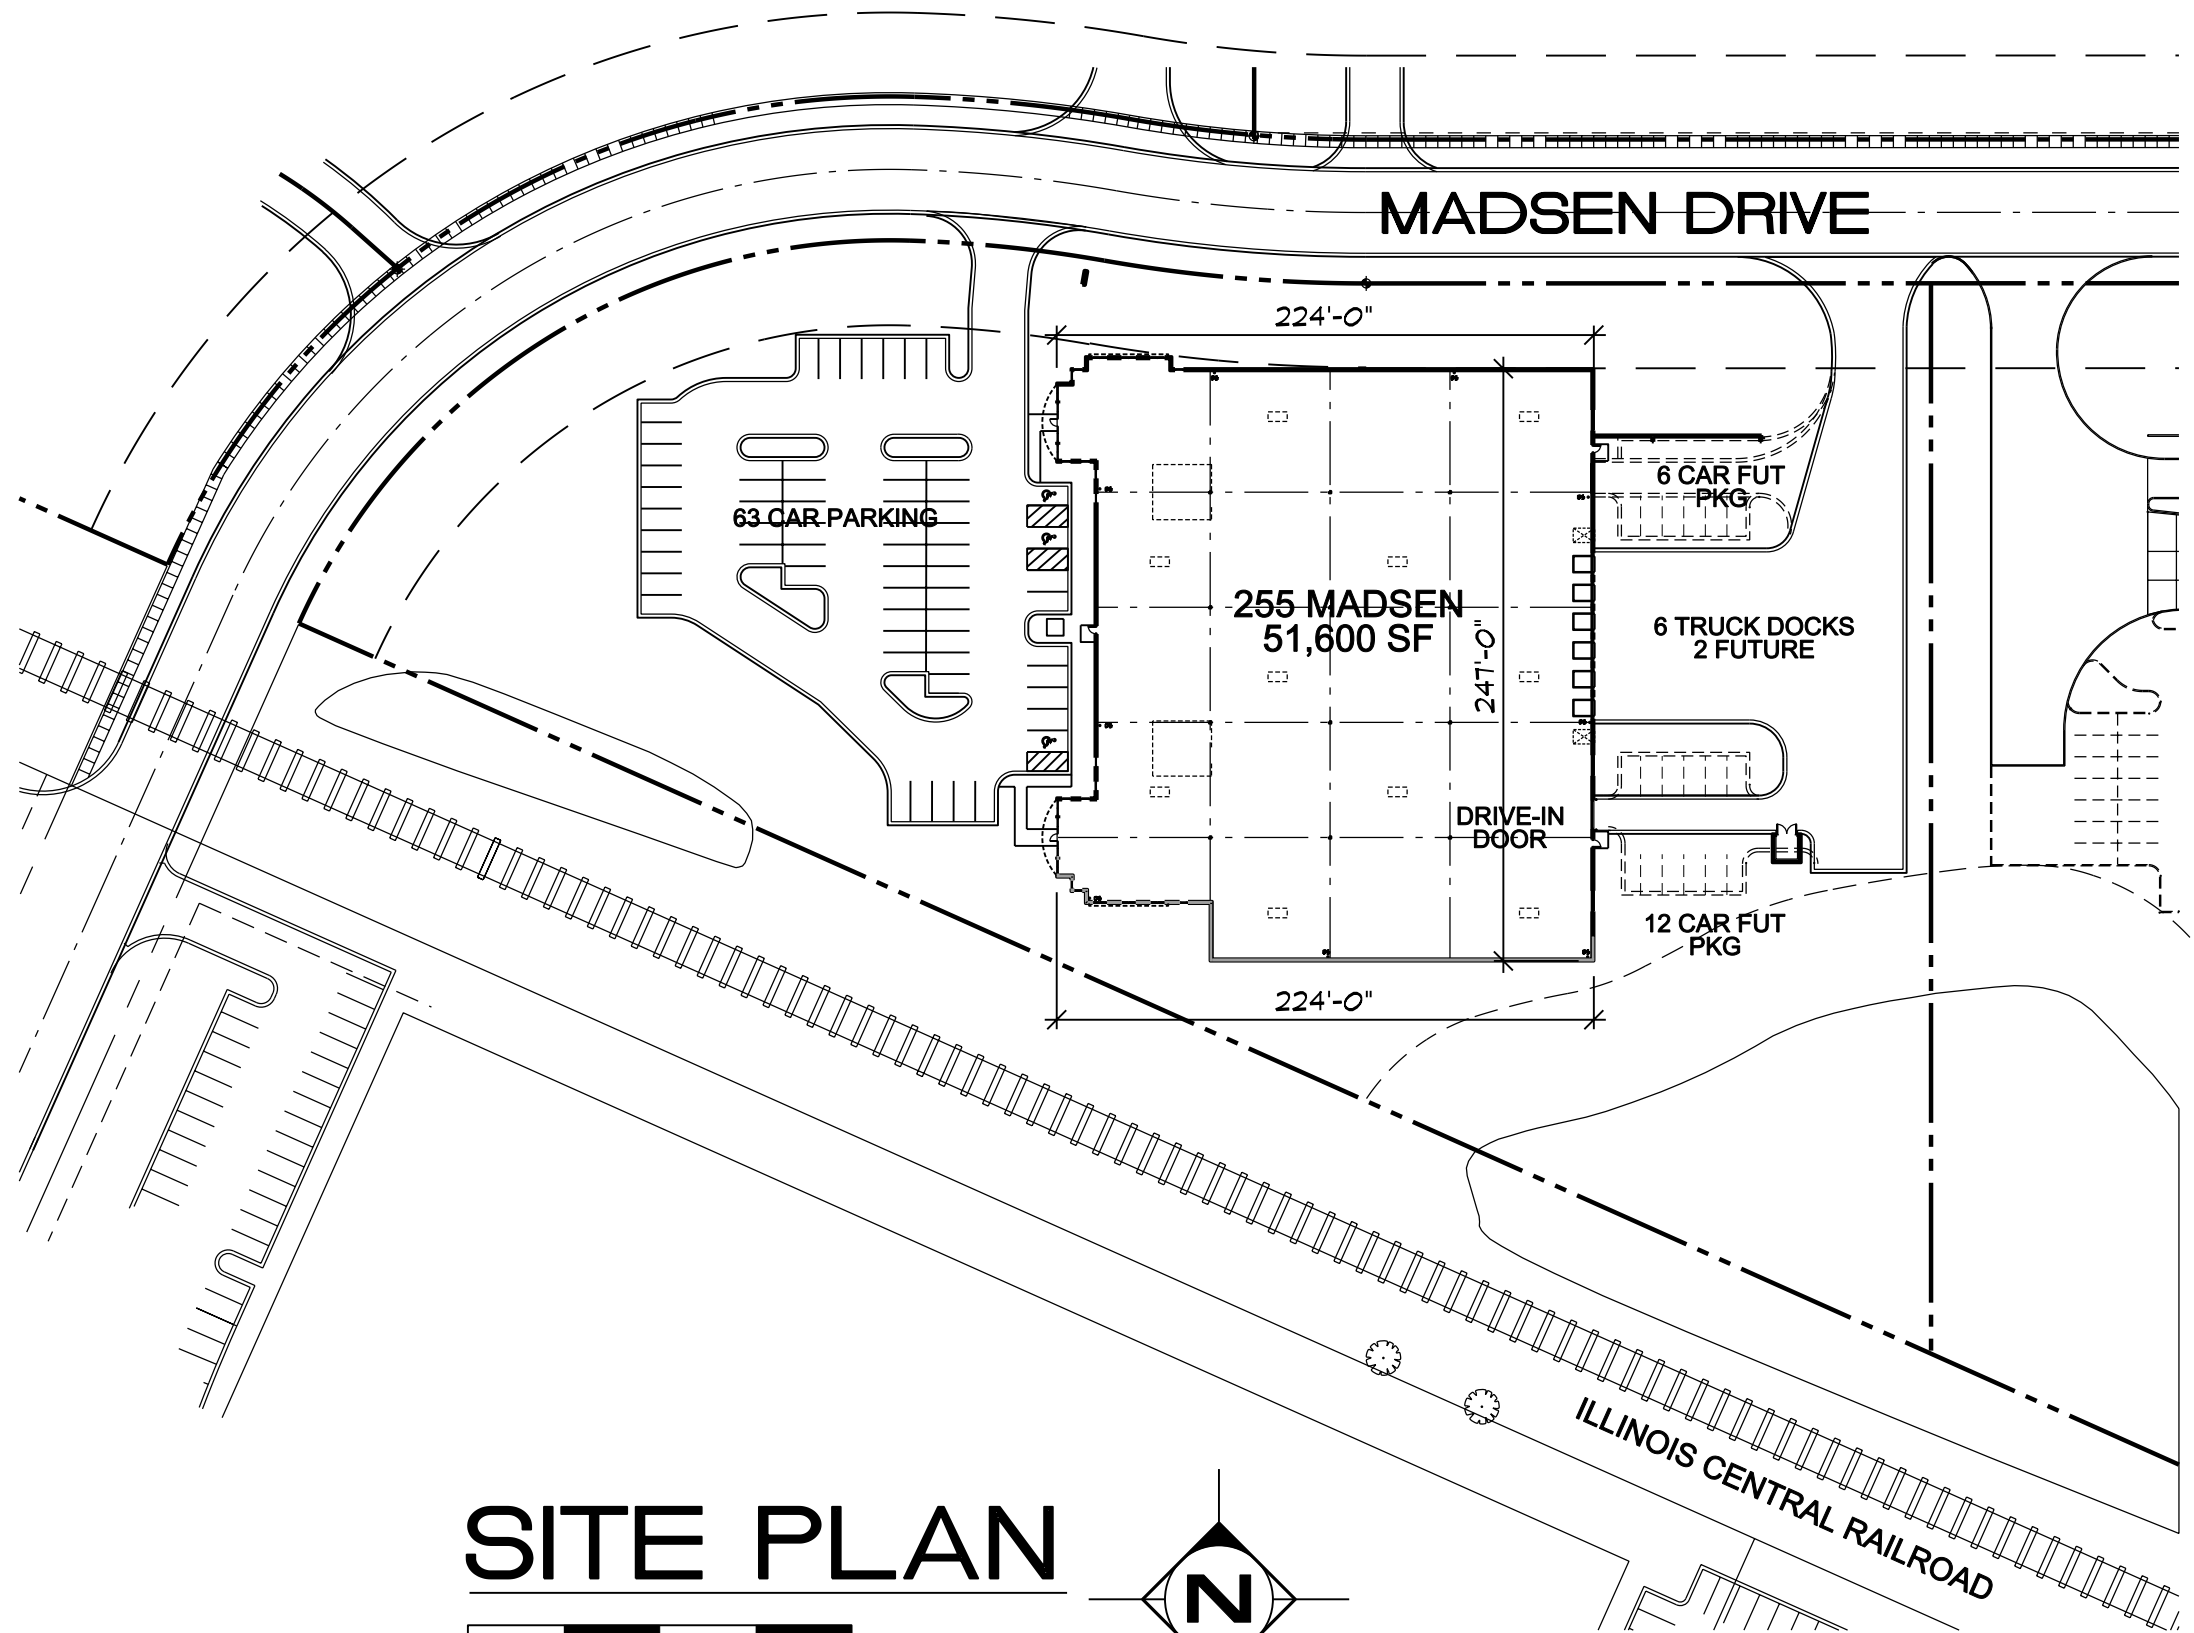 MADSEN DRIVE
224'-0"
6 CAR FUT
PKG
63 CAR PARKING
255 MADSEN
51,600 SF
247'-0"
6 TRUCK DOCKS
2 FUTURE
DRIVE-IN
DOOR
12 CAR FUT
PKG
224'-0"
ILLINOIS CENTRAL RAILROAD
SITE PLAN
N